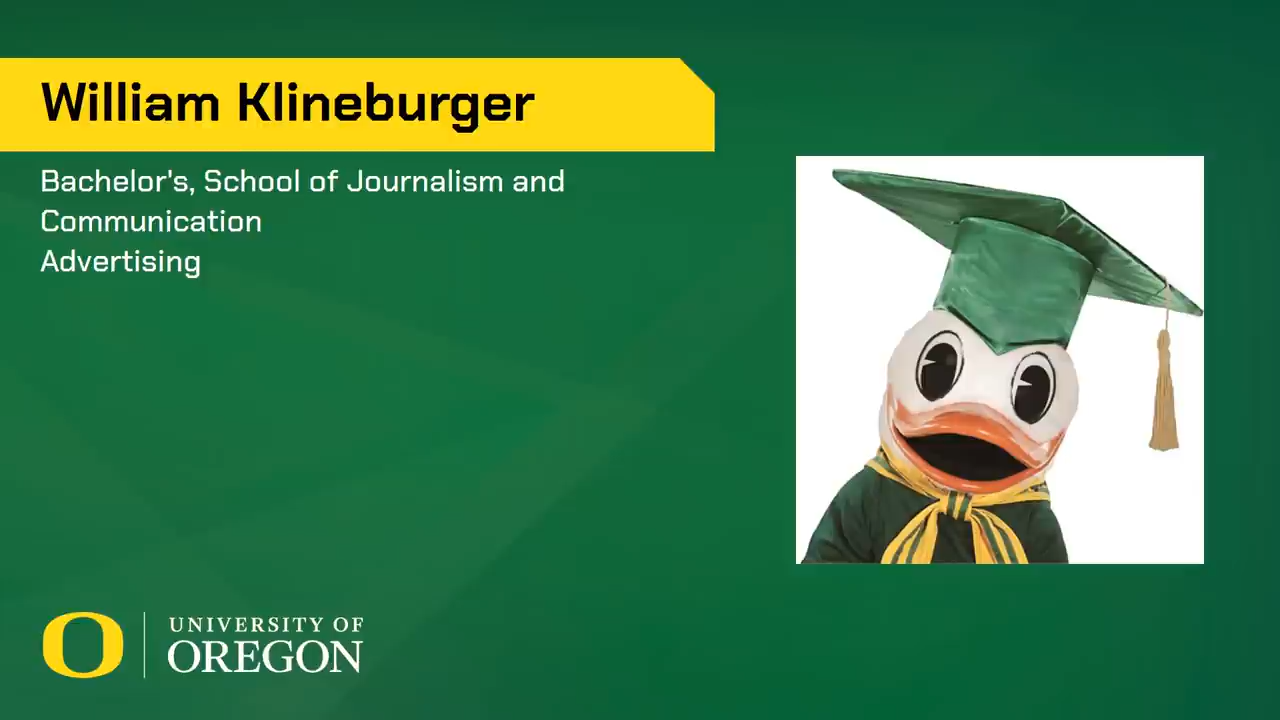 William Klineburger
Bachelor's, School of Journalism and
Communication
Advertising
O
UNIVERSITY OF
OREGON